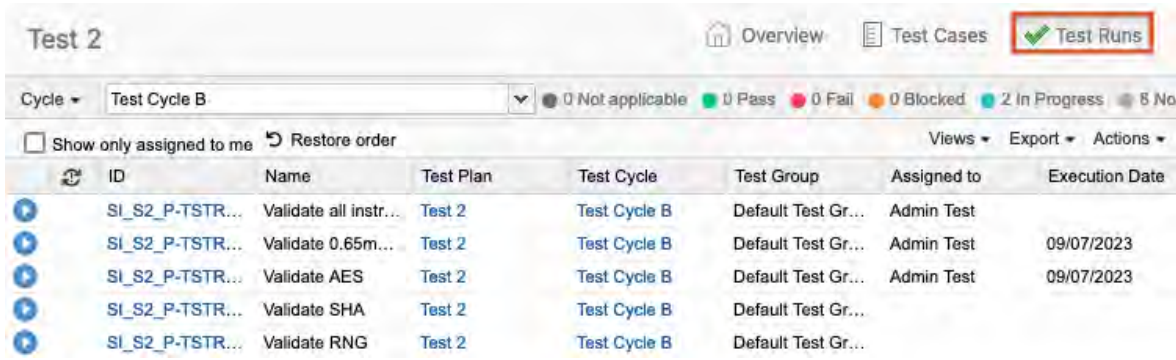 Test 2 Overview Test Cases Test Runs
Cycle Test Cycle B 0 Not applicable 0 Pass 0 Fail 0 Blocked 2 In Progress No
Show only assigned to me Restore order Views Export Actions
ID Name Test Plan Test Cycle Test Group Assigned to Execution Date
SI_S2_P-TSTR... Validate all instr... Test 2 Test Cycle B Default Test Gr... Admin Test
SI_S2_P-TSTR... Validate 0.65m... Test 2 Test Cycle B Default Test Gr... Admin Test 09/07/2023
SI_S2_P-TSTR... Validate AES Test 2 Test Cycle B Default Test Gr... Admin Test 09/07/2023
SI_S2_P-TSTR... Validate SHA Test 2 Test Cycle B Default Test Gr...
SI_S2_P-TSTR... Validate RNG Test 2 Test Cycle B Default Test Gr...